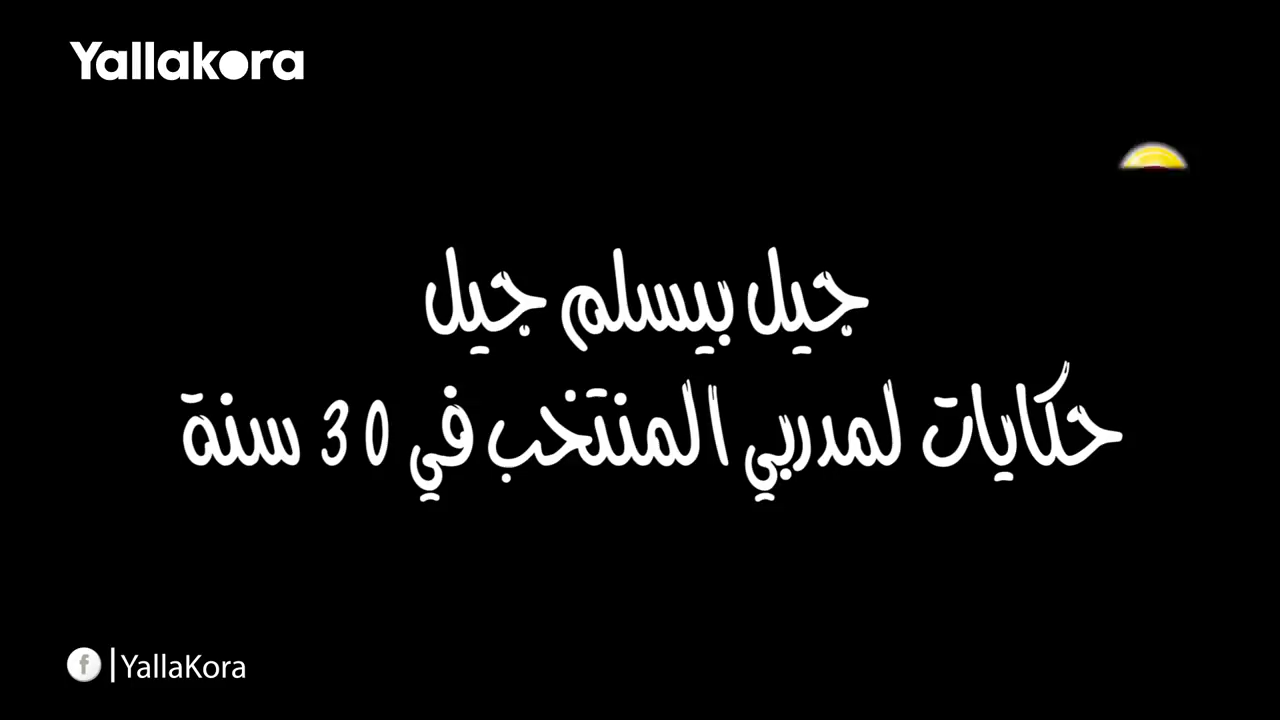 Yallakora
جيل بيسلم جيل
حكايات لمدربي المنتخب في 30 سنة
f | YallaKora